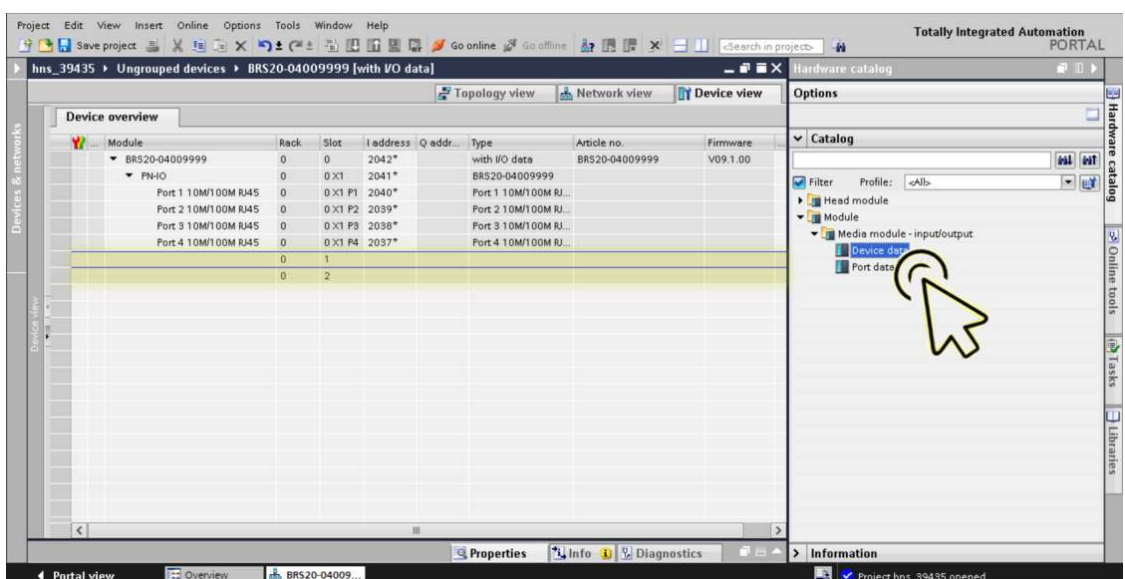 Project Edit View Insert Online Options Tools Window Help
Totally Integrated Automation
PORTAL
Save project Go online Go offline <Search in project>
hns_39435 ▸ Ungrouped devices ▸ BRS20-04009999 [with I/O data]
Hardware catalog
Topology view Network view Device view
Options
Device overview
... Module Rack Slot I address Q addr... Type Article no. Firmware ...
Catalog
BRS20-04009999 0 0 2042* with I/O data BRS20-04009999 V09.1.00
PN-IO 0 0 X1 2041* BRS20-04009999
Port 1 10M/100M RJ45 0 0 X1 P1 2040* Port 1 10M/100M RJ...
Port 2 10M/100M RJ45 0 0 X1 P2 2039* Port 2 10M/100M RJ...
Port 3 10M/100M RJ45 0 0 X1 P3 2038* Port 3 10M/100M RJ...
Port 4 10M/100M RJ45 0 0 X1 P4 2037* Port 4 10M/100M RJ...
0 1
0 2
Filter Profile: <All>
Head module
Module
Media module - input/output
Device data
Port data
Devices & networks
Device view
Hardware catalog
Online tools
Tasks
Libraries
Properties Info Diagnostics
Information
Portal view Overview BRS20-04009...
Project hns_39435 opened